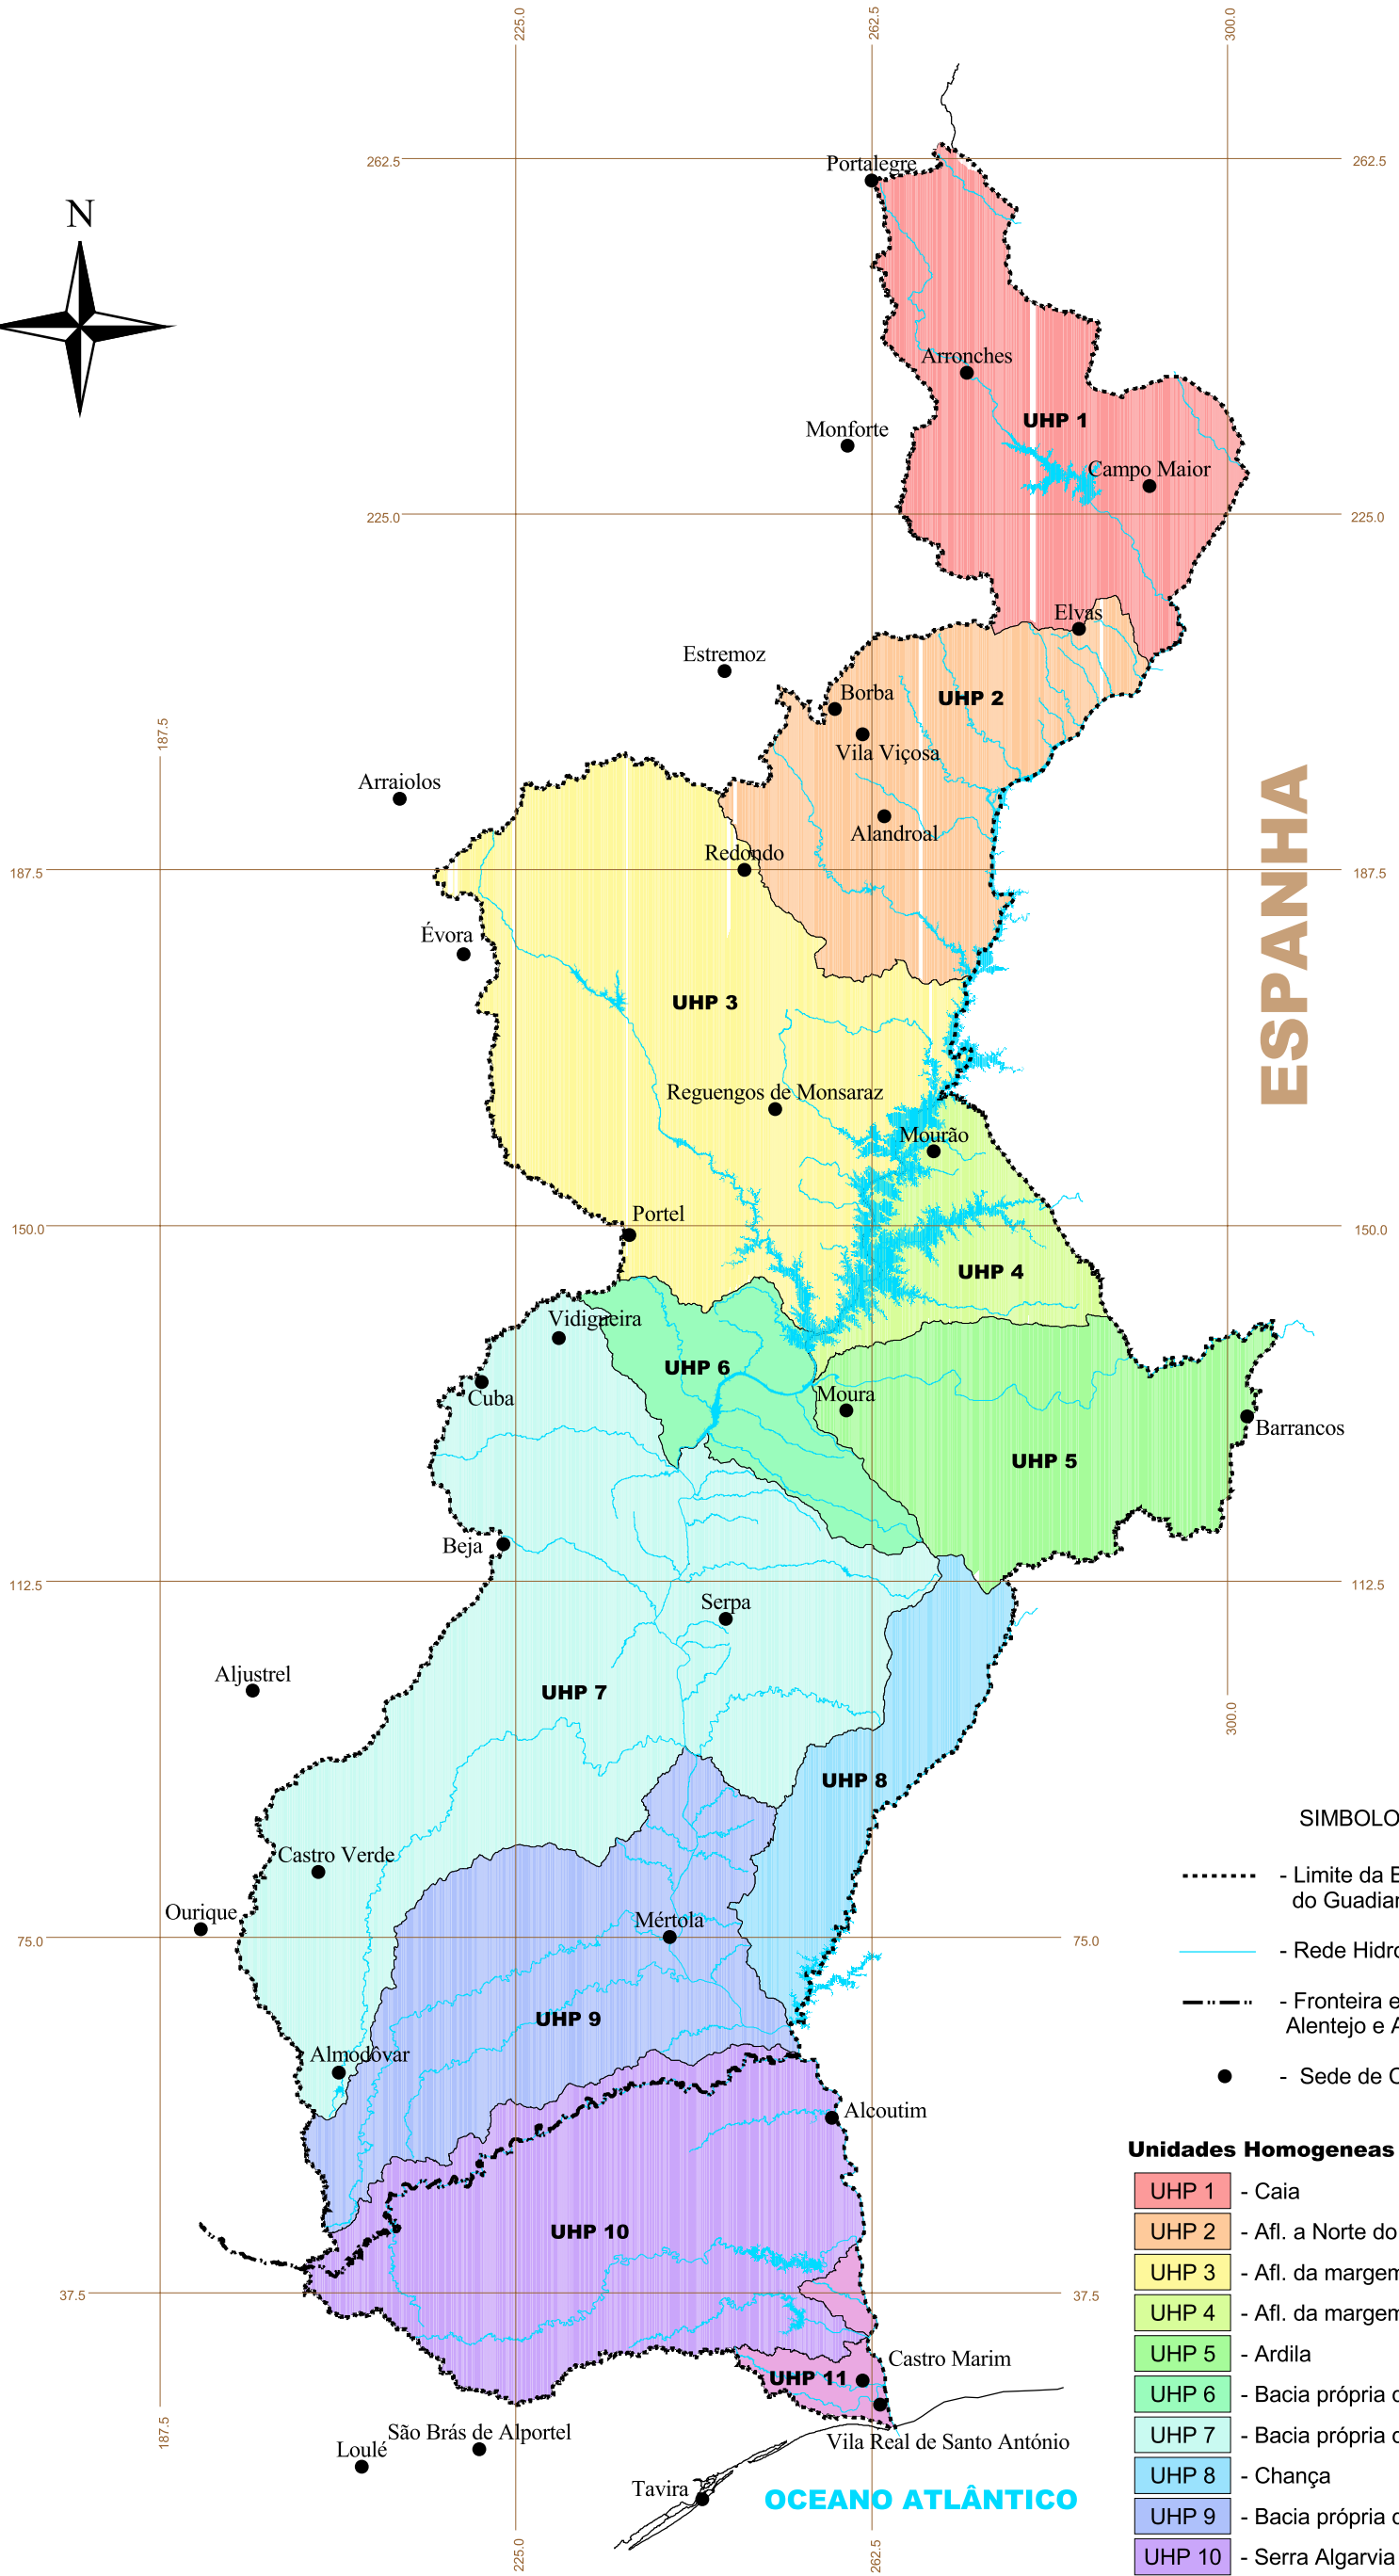 225.0
262.5
300.0
262.5
Portalegre
262.5
N
Arronches
UHP 1
Monforte
Campo Maior
225.0
225.0
Elvas
Estremoz
Borba
UHP 2
187.5
Vila Viçosa
Arraiolos
Alandroal
ESPANHA
Redondo
187.5
187.5
Évora
UHP 3
Reguengos de Monsaraz
Mourão
Portel
150.0
150.0
UHP 4
Vidigueira
UHP 6
Cuba
Moura
Barrancos
UHP 5
Beja
112.5
112.5
Serpa
Aljustrel
UHP 7
300.0
UHP 8
SIMBOLO
Castro Verde
- Limite da
do Guadia
Ourique
Mértola
75.0
75.0
- Rede Hidro
- Fronteira e
Alentejo e A
UHP 9
Almodôvar
- Sede de C
Alcoutim
Unidades Homogeneas
UHP 1 - Caia
UHP 10
UHP 2 - Afl. a Norte do
UHP 3 - Afl. da margem
37.5
37.5
UHP 4 - Afl. da margem
UHP 5 - Ardila
Castro Marim
UHP 11
UHP 6 - Bacia própria
187.5
UHP 7 - Bacia própria
São Brás de Alportel
Vila Real de Santo António
Loulé
UHP 8 - Chança
Tavira
OCEANO ATLÂNTICO
UHP 9 - Bacia própria
225.0
262.5
UHP 10 - Serra Algarvia